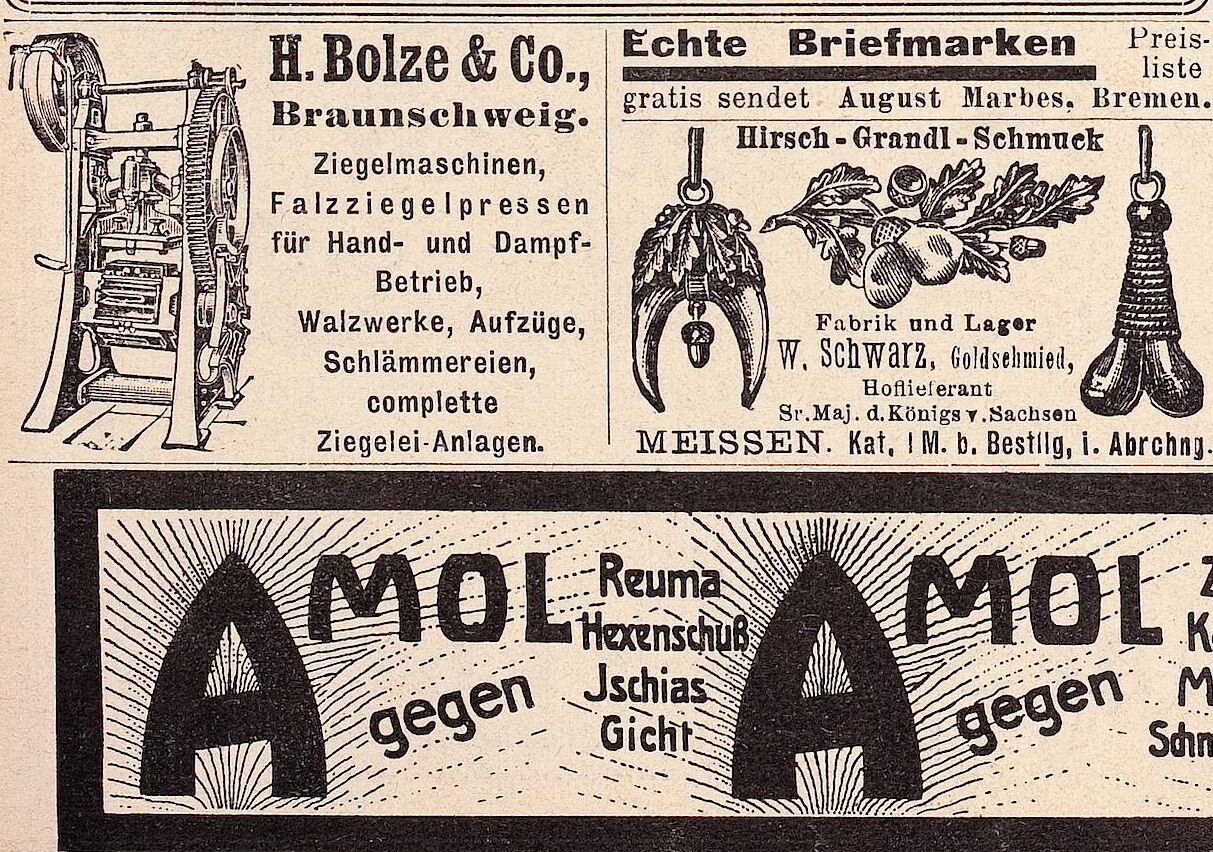 H. Bolze & Co.,
Braunschweig.
Ziegelmaschinen,
Falzziegelpressen
für Hand- und Dampf-
Betrieb,
Walzwerke, Aufzüge,
Schlämmereien,
complette
Ziegelei-Anlagen.
Echte Briefmarken Preis-
liste
gratis sendet August Marbes, Bremen.
Hirsch-Grandl-Schmuck
Fabrik und Lager
W. Schwarz, Goldschmied,
Hoflieferant
Sr. Maj. d. Königs v. Sachsen
MEISSEN. Kat. 1 M. b. Bestllg. i. Abrchng.
AMOL
gegen
Reuma
Hexenschuß
Jschias
Gicht
AMOL
gegen